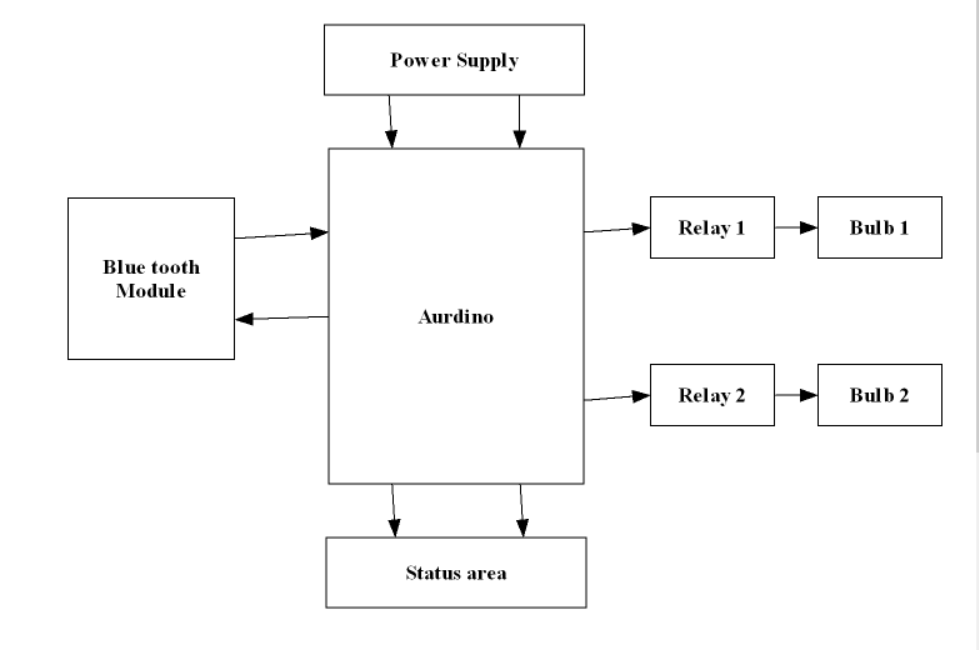 Power Supply
Blue tooth
Module
Aurdino
Relay 1
Bulb 1
Relay 2
Bulb 2
Status area